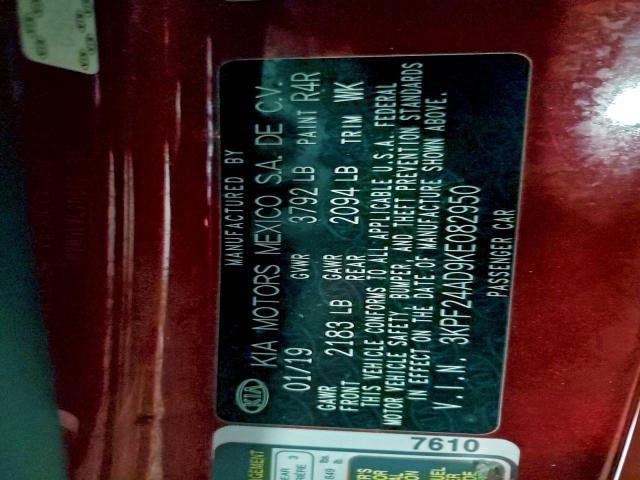 MANUFACTURED BY
KIA KIA MOTORS MEXICO S.A. DE C.V.
01/19 GVWR 3792 LB PAINT R4R
GAWR FRONT 2183 LB GAWR REAR 2094 LB TRIM WK
THIS VEHICLE CONFORMS TO ALL APPLICABLE U.S.A. FEDERAL
MOTOR VEHICLE SAFETY, BUMPER, AND THEFT PREVENTION STANDARDS
IN EFFECT ON THE DATE OF MANUFACTURE SHOWN ABOVE.
V.I.N. 3KPF24AD9KE082950
PASSENGER CAR
7610